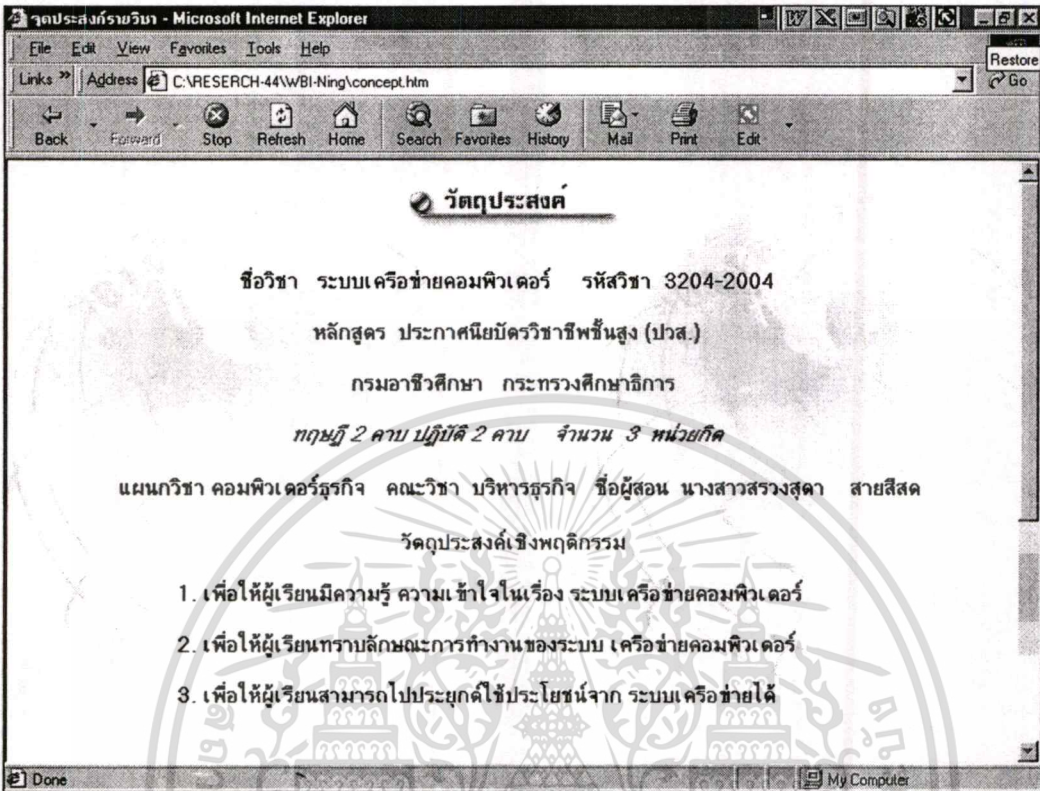 จุดประสงก์รายวิบา - Microsoft Internet Explorer
File Edit View Favorites Tools Help
Restore
Links » Address C:\RESERCH-44\WBI-Ning\concept.htm Go
Back Forward Stop Refresh Home Search Favorites History Mail Print Edit
วัตถุประสงค์
ชื่อวิชา ระบบเครือข่ายคอมพิวเตอร์ รหัสวิชา 3204-2004
หลักสูตร ประกาศนียบัตรวิชาชีพชั้นสูง (ปวส.)
กรมอาชีวศึกษา กระทรวงศึกษาธิการ
ทฤษฎี 2 คาบ ปฏิบัติ 2 คาบ จำนวน 3 หน่วยกิต
แผนกวิชา คอมพิวเตอร์ธุรกิจ คณะวิชา บริหารธุรกิจ ชื่อผู้สอน นางสาวสรวงสุดา สายสีสด
วัตถุประสงค์เชิงพฤติกรรม
1. เพื่อให้ผู้เรียนมีความรู้ ความเข้าใจในเรื่อง ระบบเครือข่ายคอมพิวเตอร์
2. เพื่อให้ผู้เรียนทราบลักษณะการทำงานของระบบ เครือข่ายคอมพิวเตอร์
3. เพื่อให้ผู้เรียนสามารถไปประยุกต์ใช้ประโยชน์จาก ระบบเครือข่ายได้
Done My Computer